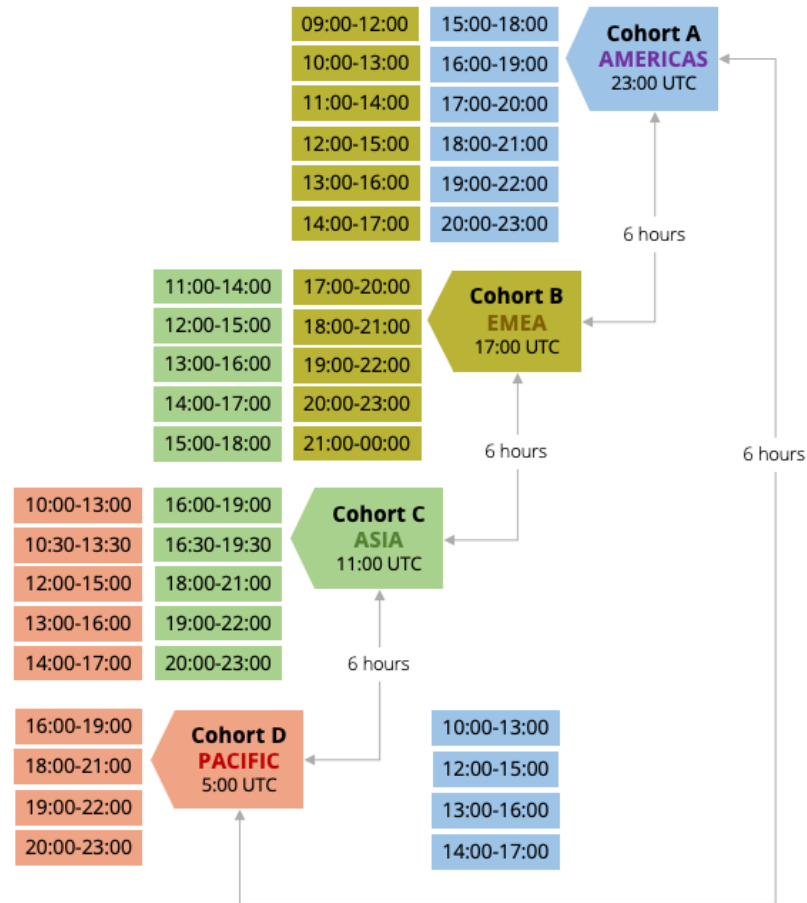 09:00-12:00 15:00-18:00 Cohort A
10:00-13:00 16:00-19:00 AMERICAS
11:00-14:00 17:00-20:00 23:00 UTC
12:00-15:00 18:00-21:00
13:00-16:00 19:00-22:00
14:00-17:00 20:00-23:00
6 hours
11:00-14:00 17:00-20:00 Cohort B
12:00-15:00 18:00-21:00 EMEA
13:00-16:00 19:00-22:00 17:00 UTC
14:00-17:00 20:00-23:00
15:00-18:00 21:00-00:00
6 hours
6 hours
10:00-13:00 16:00-19:00 Cohort C
10:30-13:30 16:30-19:30 ASIA
12:00-15:00 18:00-21:00 11:00 UTC
13:00-16:00 19:00-22:00
14:00-17:00 20:00-23:00
6 hours
16:00-19:00 Cohort D 10:00-13:00
18:00-21:00 PACIFIC 12:00-15:00
19:00-22:00 5:00 UTC 13:00-16:00
20:00-23:00 14:00-17:00